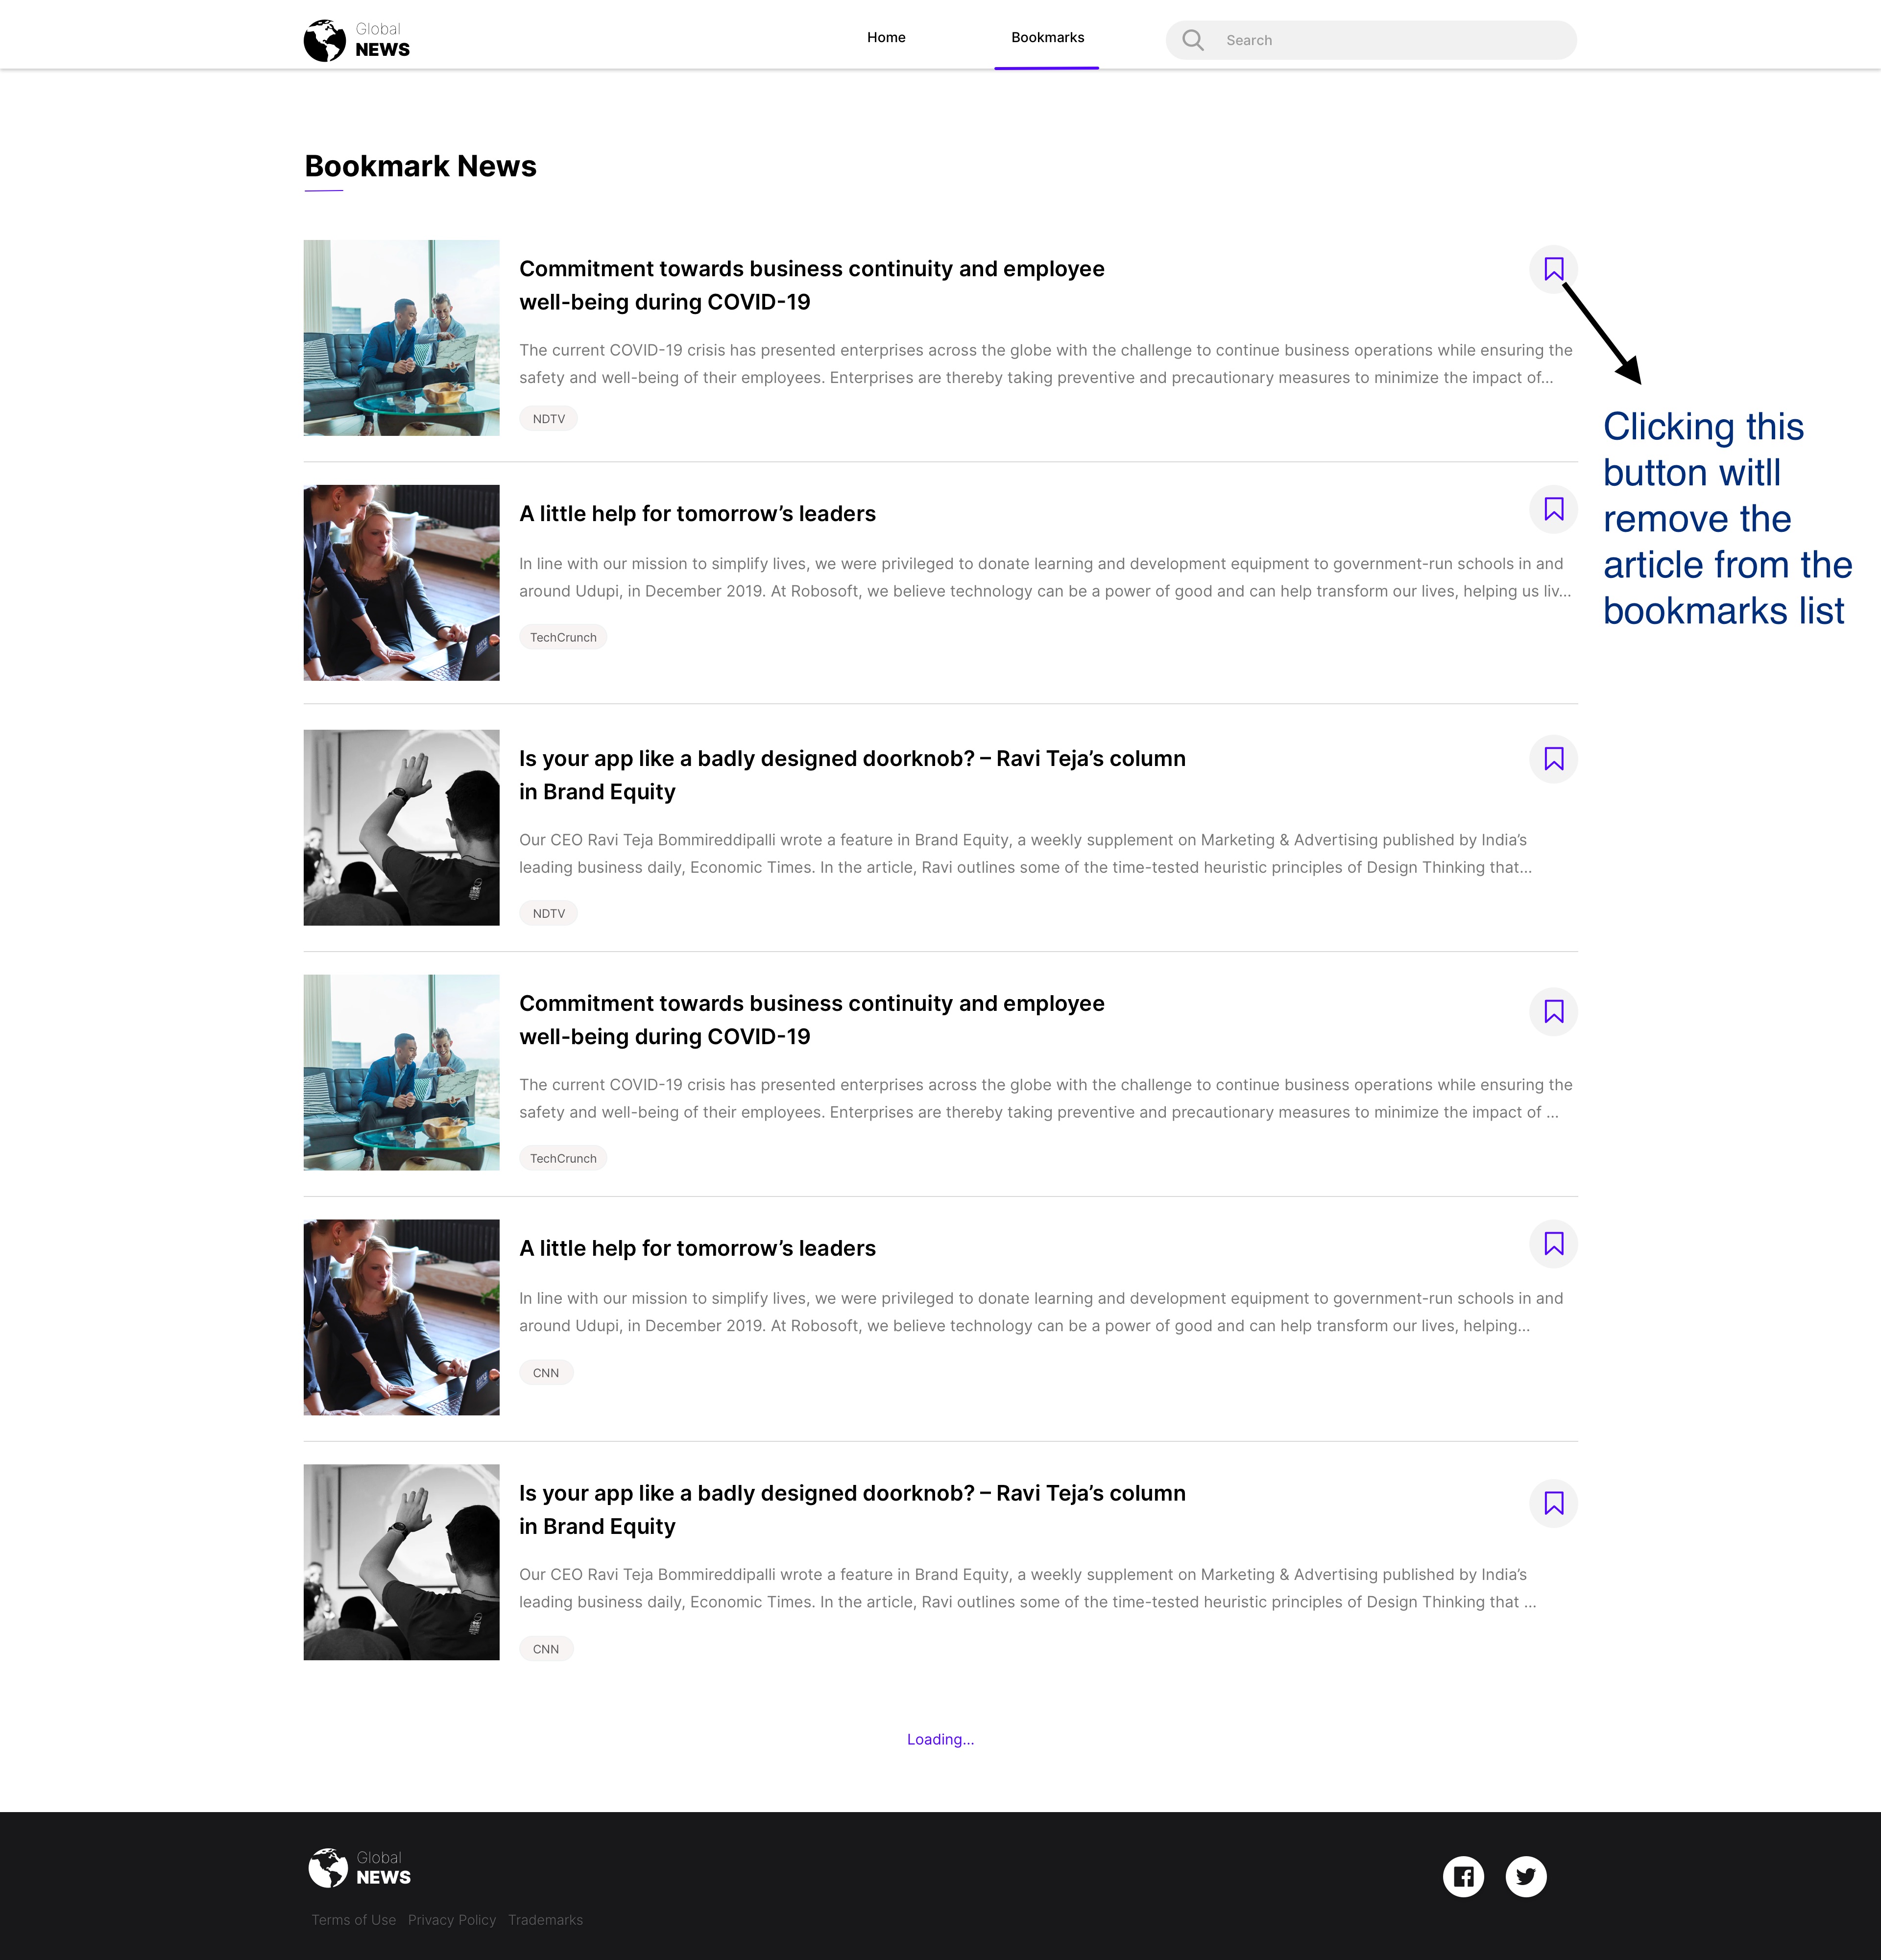 Global
NEWS
Home
Bookmarks
Search
Bookmark News
Commitment towards business continuity and employee
well-being during COVID-19
The current COVID-19 crisis has presented enterprises across the globe with the challenge to continue business operations while ensuring the
safety and well-being of their employees. Enterprises are thereby taking preventive and precautionary measures to minimize the impact of...
NDTV
Clicking this
button witll
remove the
article from the
bookmarks list
A little help for tomorrow’s leaders
In line with our mission to simplify lives, we were privileged to donate learning and development equipment to government-run schools in and
around Udupi, in December 2019. At Robosoft, we believe technology can be a power of good and can help transform our lives, helping us liv...
TechCrunch
Is your app like a badly designed doorknob? – Ravi Teja’s column
in Brand Equity
Our CEO Ravi Teja Bommireddipalli wrote a feature in Brand Equity, a weekly supplement on Marketing & Advertising published by India’s
leading business daily, Economic Times. In the article, Ravi outlines some of the time-tested heuristic principles of Design Thinking that...
NDTV
Commitment towards business continuity and employee
well-being during COVID-19
The current COVID-19 crisis has presented enterprises across the globe with the challenge to continue business operations while ensuring the
safety and well-being of their employees. Enterprises are thereby taking preventive and precautionary measures to minimize the impact of ...
TechCrunch
A little help for tomorrow’s leaders
In line with our mission to simplify lives, we were privileged to donate learning and development equipment to government-run schools in and
around Udupi, in December 2019. At Robosoft, we believe technology can be a power of good and can help transform our lives, helping...
CNN
Is your app like a badly designed doorknob? – Ravi Teja’s column
in Brand Equity
Our CEO Ravi Teja Bommireddipalli wrote a feature in Brand Equity, a weekly supplement on Marketing & Advertising published by India’s
leading business daily, Economic Times. In the article, Ravi outlines some of the time-tested heuristic principles of Design Thinking that ...
CNN
Loading...
Global
NEWS
Terms of Use Privacy Policy Trademarks